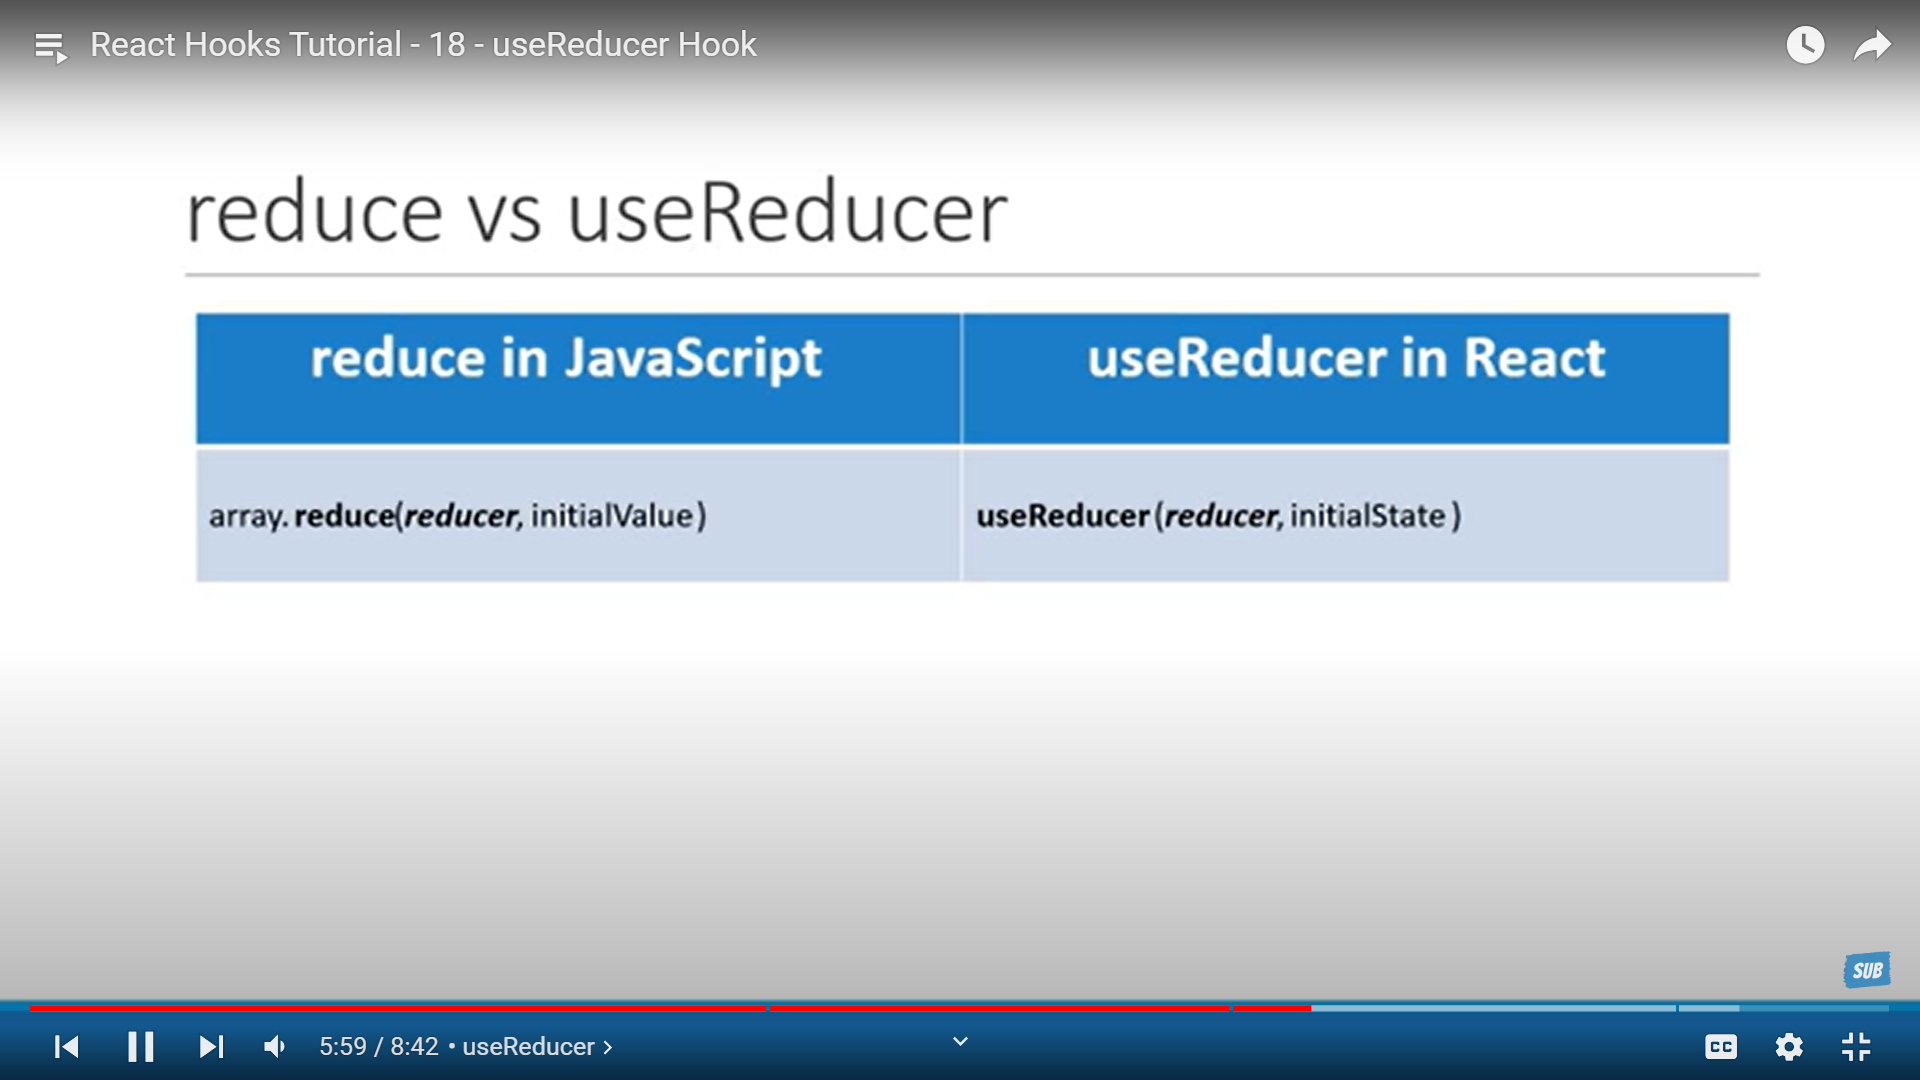 React Hooks Tutorial - 18 - useReducer Hook
reduce vs useReducer
reduce in JavaScript
useReducer in React
array.reduce(reducer, initialValue)
useReducer(reducer, initialState)
SUB
5:59 / 8:42 • useReducer >
CC